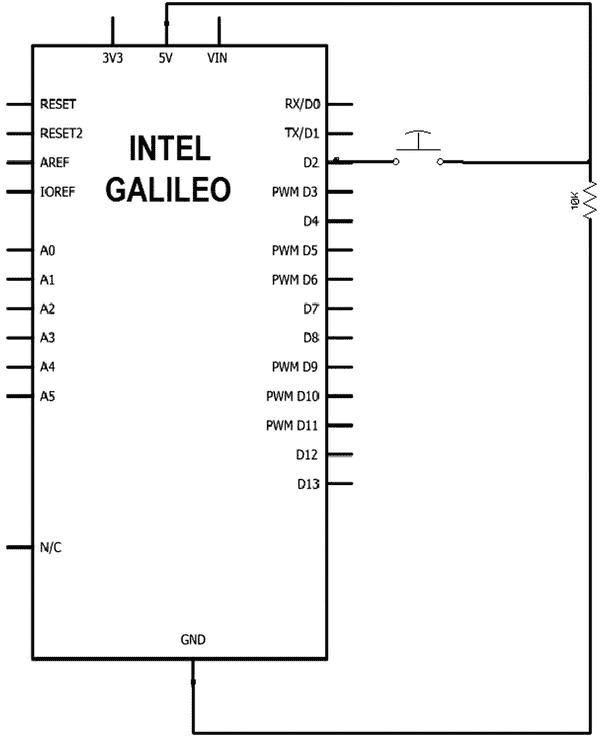 3V3 5V VIN
RESET
RESET2
AREF
IOREF
A0
A1
A2
A3
A4
A5
N/C
INTEL
GALILEO
RX/D0
TX/D1
D2
PWM D3
D4
PWM D5
PWM D6
D7
D8
PWM D9
PWM D10
PWM D11
D12
D13
10K
GND